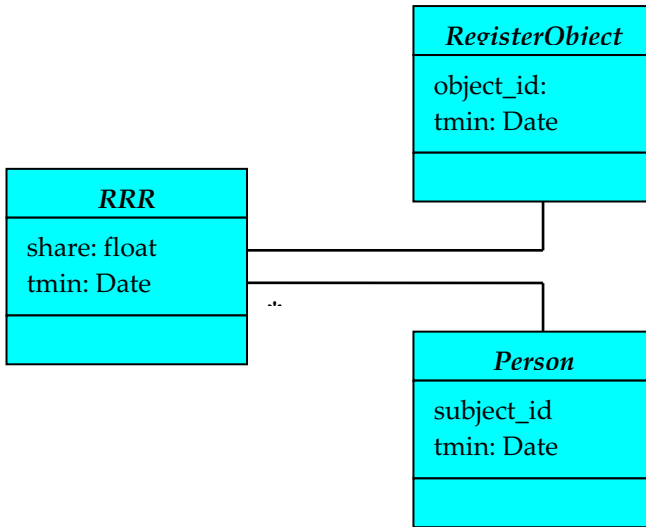 RegisterObject
object_id:
tmin: Date
RRR
share: float
tmin: Date
*
Person
subject_id
tmin: Date